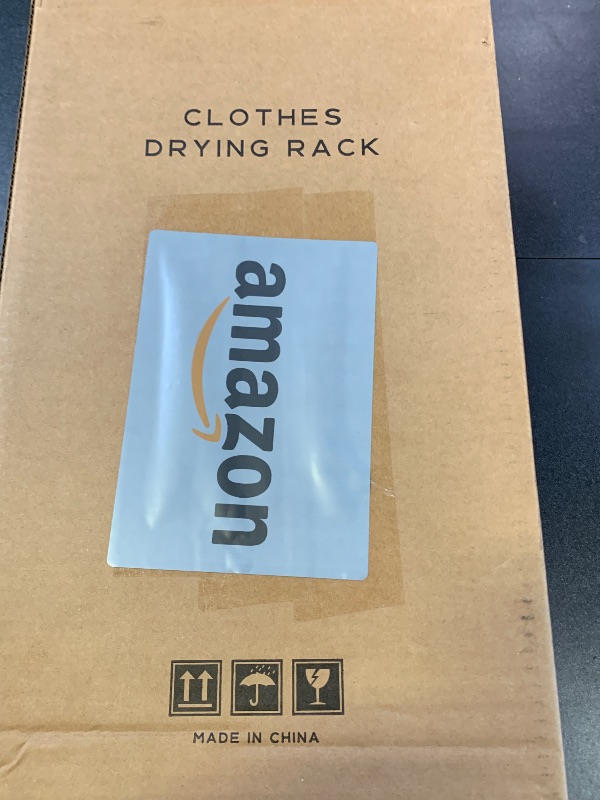 CLOTHES
DRYING RACK
amazon
MADE IN CHINA